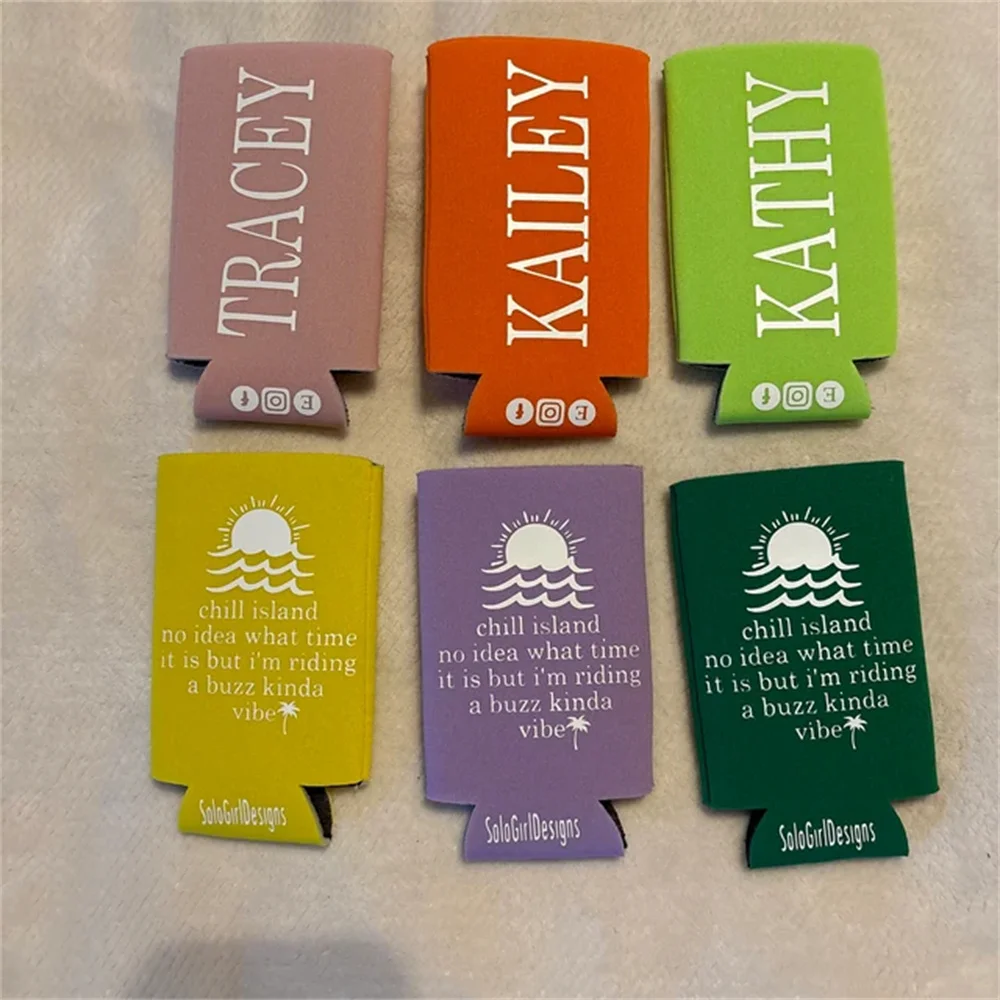 TRACEY
KAILEY
KATHY
E
E
E
chill island
no idea what time
it is but i'm riding
a buzz kinda
vibe
SoloGirlDesigns
chill island
no idea what time
it is but i'm riding
a buzz kinda
vibe
SoloGirlDesigns
chill island
no idea what time
it is but i'm riding
a buzz kinda
vibe
SoloGirlDesigns